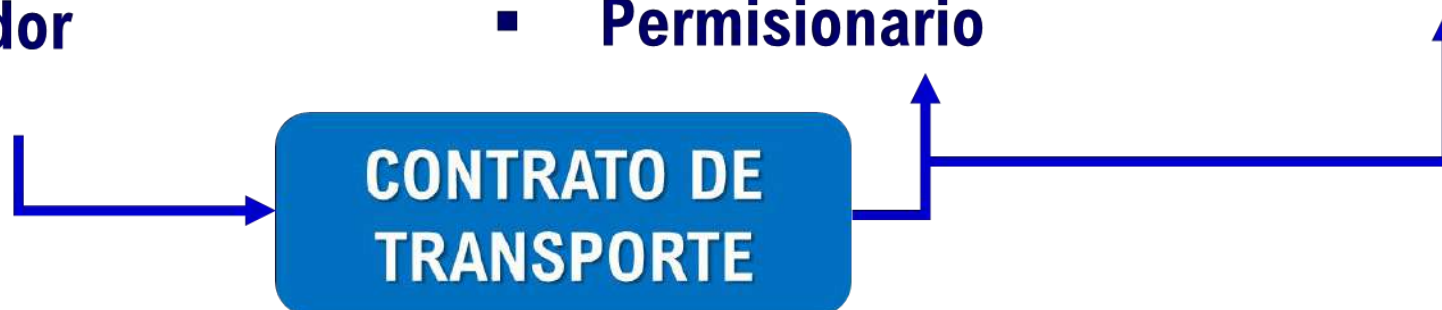 dor
▪ Permisionario
CONTRATO DE
TRANSPORTE